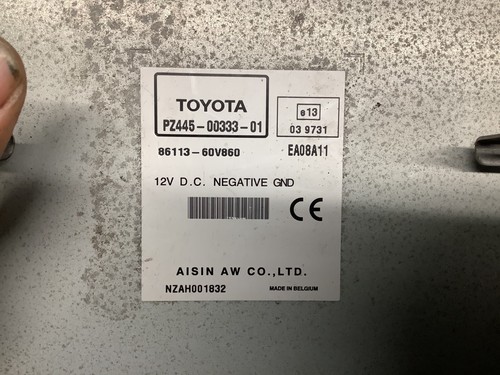 TOYOTA
PZ445-00333-01
e13
03 9731
86113-60V860
EA08A11
12V D.C. NEGATIVE GND
CE
AISIN AW CO.,LTD.
NZAH001832
MADE IN BELGIUM